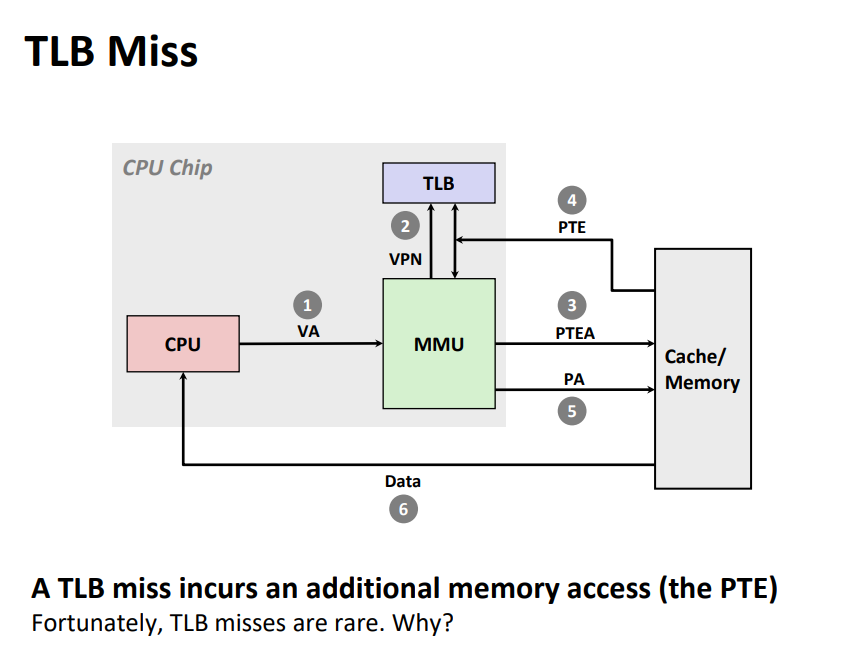 TLB Miss
CPU Chip
TLB
4
PTE
2
VPN
1
VA
3
PTEA
CPU
MMU
Cache/
Memory
PA
5
Data
6
A TLB miss incurs an additional memory access (the PTE)
Fortunately, TLB misses are rare. Why?